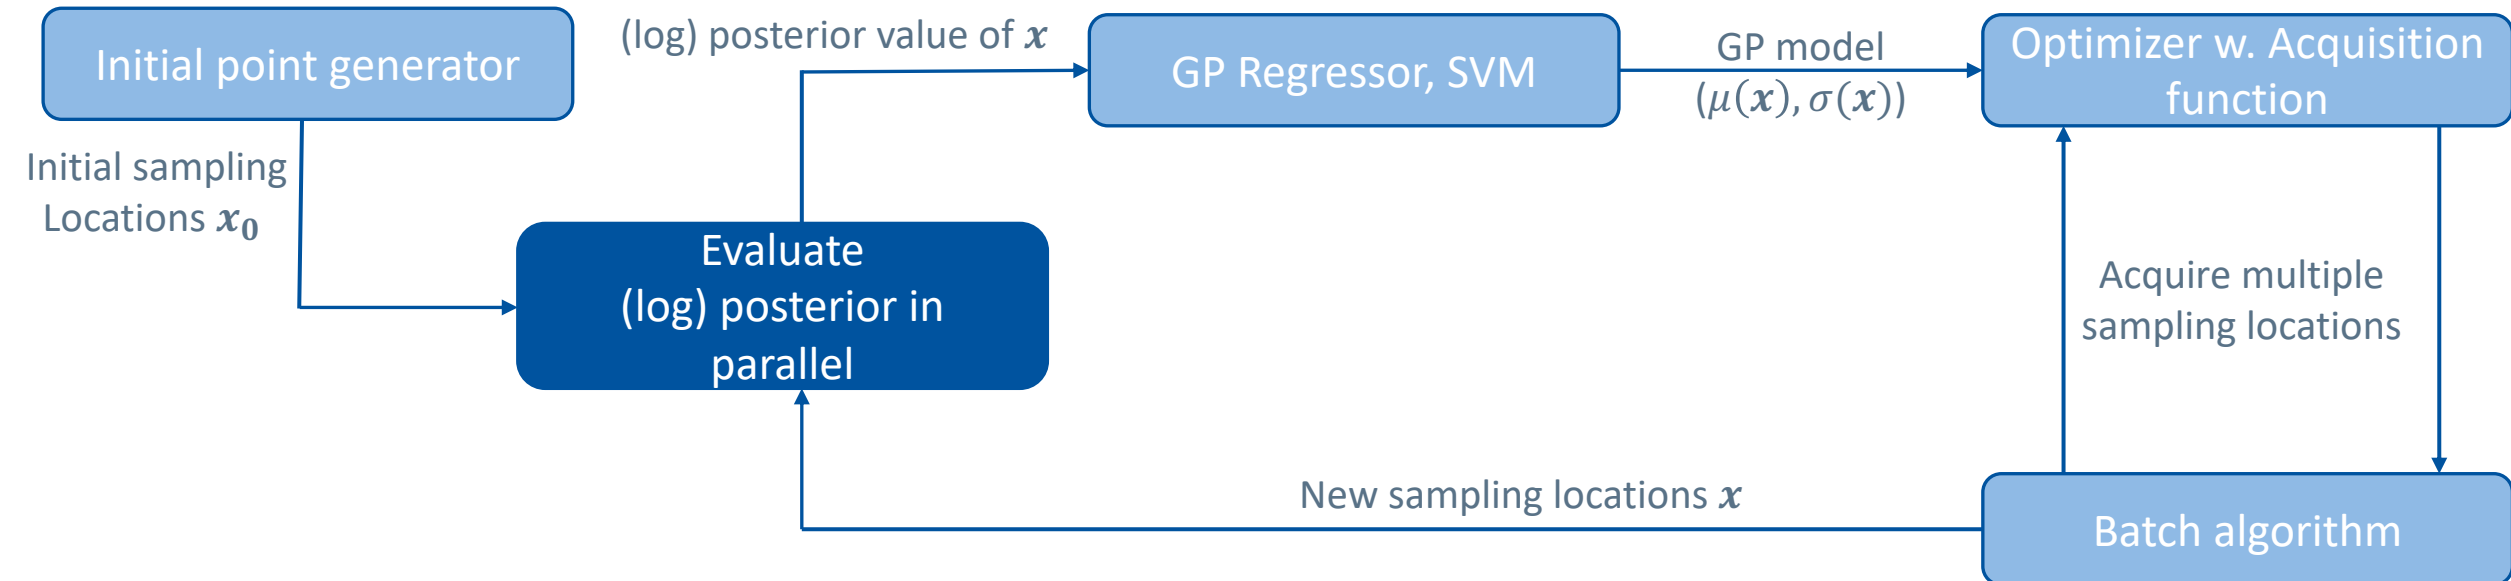 Initial point generator
(log) posterior value of 𝒙
GP Regressor, SVM
GP model
(𝜇(𝒙), 𝜎(𝒙))
Optimizer w. Acquisition
function
Initial sampling
Locations 𝒙₀
Evaluate
(log) posterior in
parallel
Acquire multiple
sampling locations
New sampling locations 𝒙
Batch algorithm